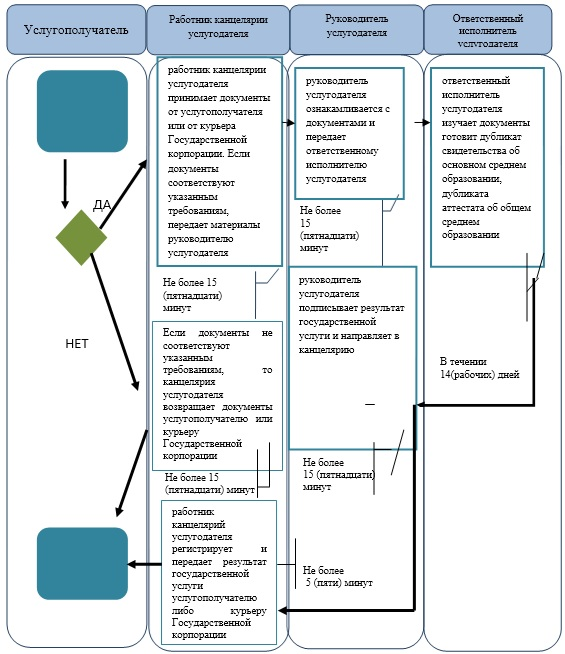 Услугополучатель
Работник канцелярии
услугодателя
Руководитель
услугодателя
Ответственный
исполнитель
услугодателя
работник канцелярии
услугодателя
принимает документы
от услугополучателя
или от курьера
Государственной
корпорации. Если
документы
соответствуют
указанным
требованиям,
передает материалы
руководителю
услугодателя
руководитель
услугодателя
ознакамливается с
документами и
передает
ответственному
исполнителю
услугодателя
ответственный
исполнитель
услугодателя
изучает документы
готовит дубликат
свидетельства об
основном среднем
образовании,
дубликата
аттестата об общем
среднем
образовании
ДА
Не более
15
(пятнадцати)
минут
Не более 15
(пятнадцати)
минут
руководитель
услугодателя
подписывает результат
государственной
услуги и направляет в
канцелярию
НЕТ
Если документы не
соответствуют
указанным
требованиям, то
канцелярия
услугодателя
возвращает документы
услугополучателю или
курьеру
Государственной
корпорации
В течении
14(рабочих) дней
Не более 15
(пятнадцати) минут
Не более
15 (пятнадцати)
минут
работник
канцелярий
услугодателя
регистрирует и
передает результат
государственной
услуги
услугополучателю
либо курьеру
Государственной
корпорации
Не более
5 (пяти) минут